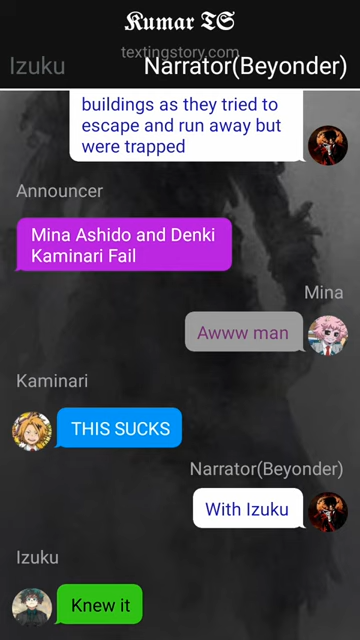 Kumar TS
textingstory.com
Izuku
Narrator(Beyonder)
buildings as they tried to
escape and run away but
were trapped
Announcer
Mina Ashido and Denki
Kaminari Fail
Mina
Awww man
Kaminari
THIS SUCKS
Narrator(Beyonder)
With Izuku
Izuku
Knew it